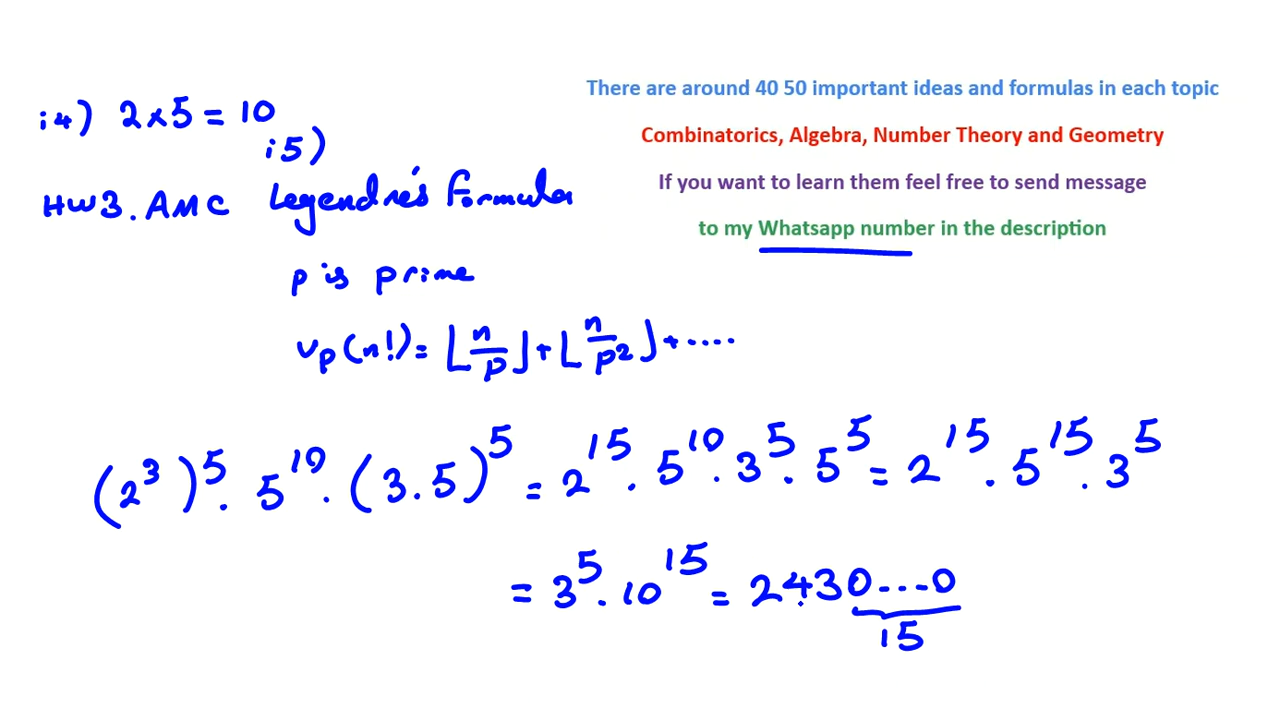 i4) 2×5=10
i5)
HW3. AMC Legendre's Formula
p is prime
v_p(n!) = ⌊n/p⌋ + ⌊n/p²⌋ + ....
(2³)⁵ . 5¹⁰ . (3.5)⁵ = 2¹⁵ . 5¹⁰ . 3⁵ . 5⁵ = 2¹⁵ . 5¹⁵ . 3⁵
= 3⁵ . 10¹⁵ = 2430...0
15
There are around 40 50 important ideas and formulas in each topic
Combinatorics, Algebra, Number Theory and Geometry
If you want to learn them feel free to send message
to my Whatsapp number in the description